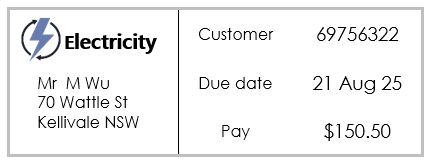 Electricity
Mr M Wu
70 Wattle St
Kellivale NSW
Customer 69756322
Due date 21 Aug 25
Pay $150.50